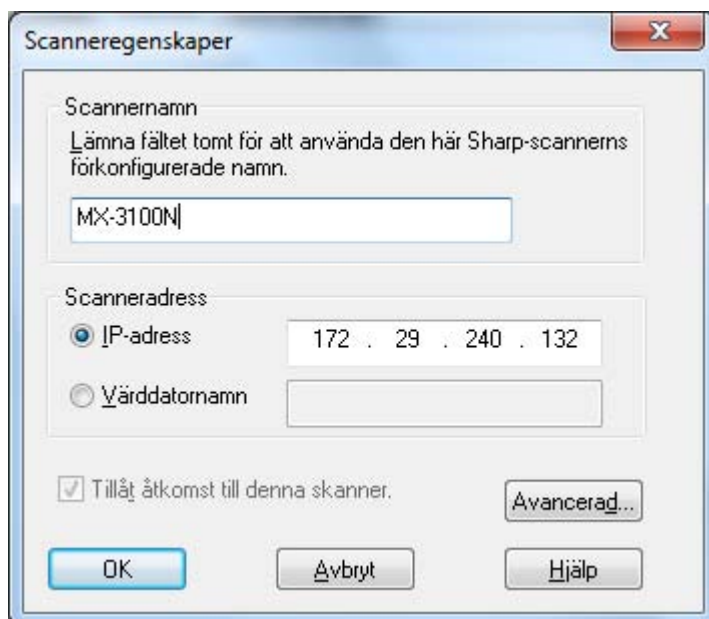 Scanneregenskaper
Scannernamn
Lämna fältet tomt för att använda den här Sharp-scannerns
förkonfigurerade namn.
MX-3100N
Scanneradress
IP-adress 172 . 29 . 240 . 132
Värddatornamn
Tillåt åtkomst till denna skanner.
Avancerad...
OK Avbryt Hjälp